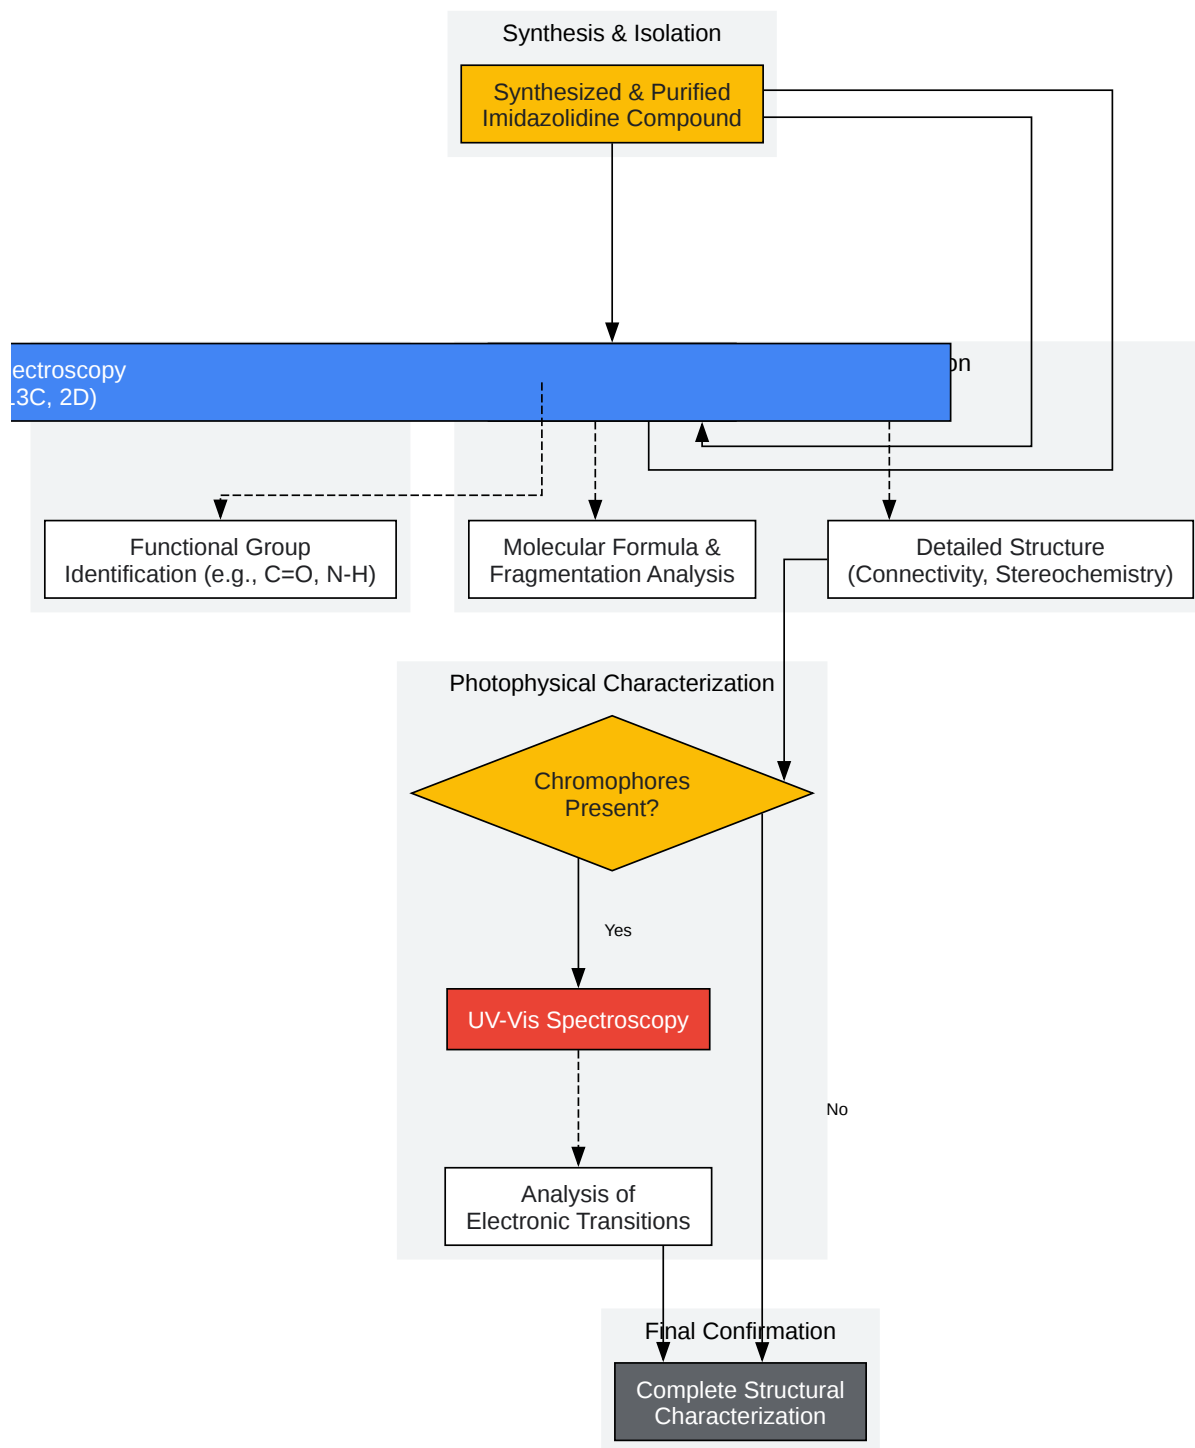 Synthesis & Isolation
Synthesized & Purified
Imidazolidine Compound
ectroscopy
3C, 2D)
on
Functional Group
Identification (e.g., C=O, N-H)
Molecular Formula &
Fragmentation Analysis
Detailed Structure
(Connectivity, Stereochemistry)
Photophysical Characterization
Chromophores
Present?
Yes
UV-Vis Spectroscopy
No
Analysis of
Electronic Transitions
Final Confirmation
Complete Structural
Characterization